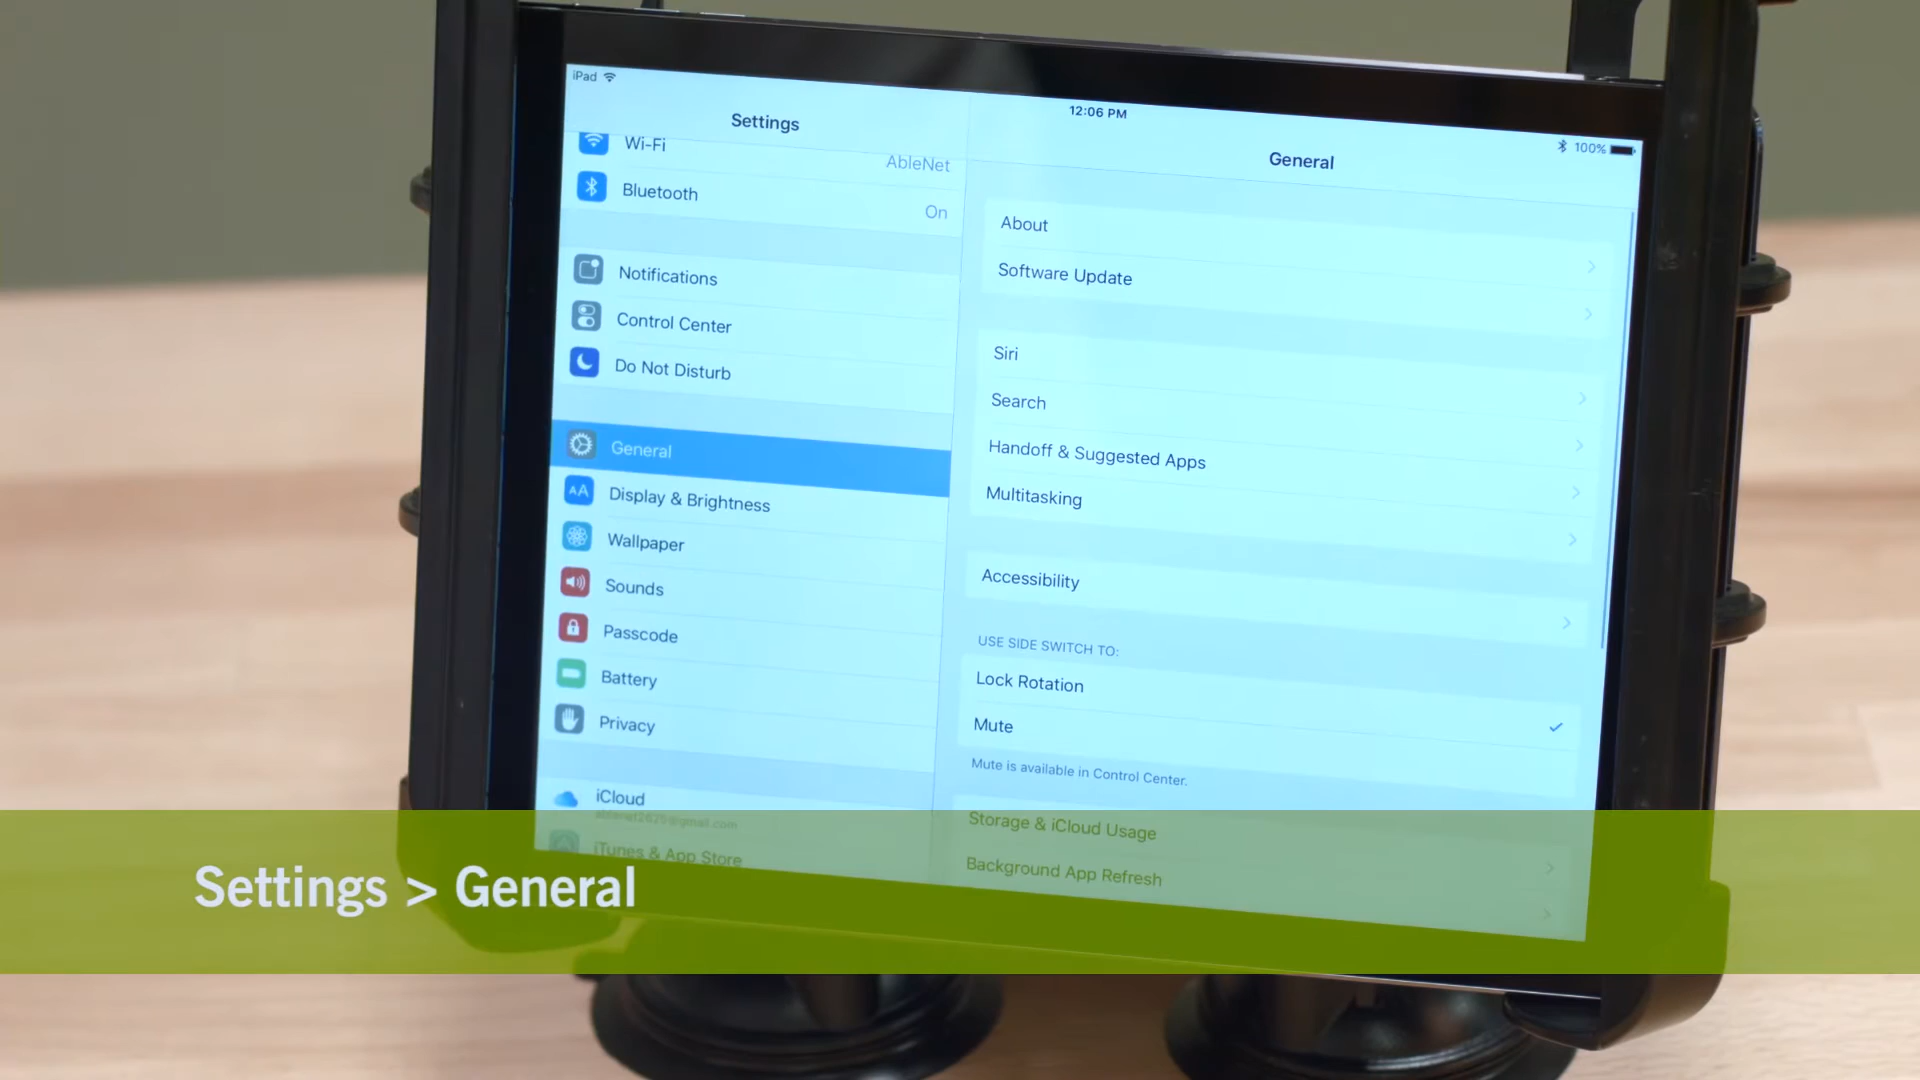 iPad
12:06 PM
100%
Settings
General
Wi-Fi
AbleNet
Bluetooth
On
Notifications
Control Center
Do Not Disturb
General
Display & Brightness
Wallpaper
Sounds
Passcode
Battery
Privacy
iCloud
iTunes & App Store
About
Software Update
Siri
Search
Handoff & Suggested Apps
Multitasking
Accessibility
USE SIDE SWITCH TO:
Lock Rotation
Mute
Mute is available in Control Center.
Storage & iCloud Usage
Background App Refresh
Settings > General